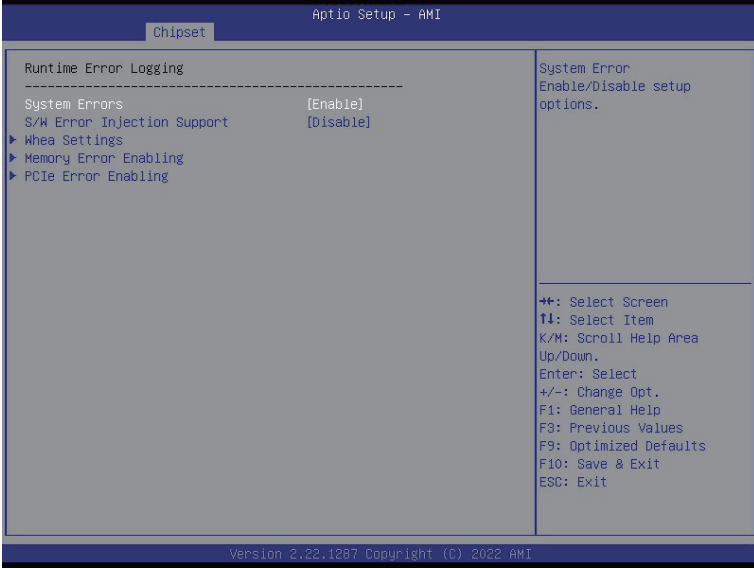 Aptio Setup - AMI
Chipset
Runtime Error Logging
--------------------------------------------------
System Errors [Enable]
S/W Error Injection Support [Disable]
▶ Whea Settings
▶ Memory Error Enabling
▶ PCIe Error Enabling
System Error
Enable/Disable setup
options.
→←: Select Screen
↑↓: Select Item
K/M: Scroll Help Area
Up/Down.
Enter: Select
+/-: Change Opt.
F1: General Help
F3: Previous Values
F9: Optimized Defaults
F10: Save & Exit
ESC: Exit
Version 2.22.1287 Copyright (C) 2022 AMI